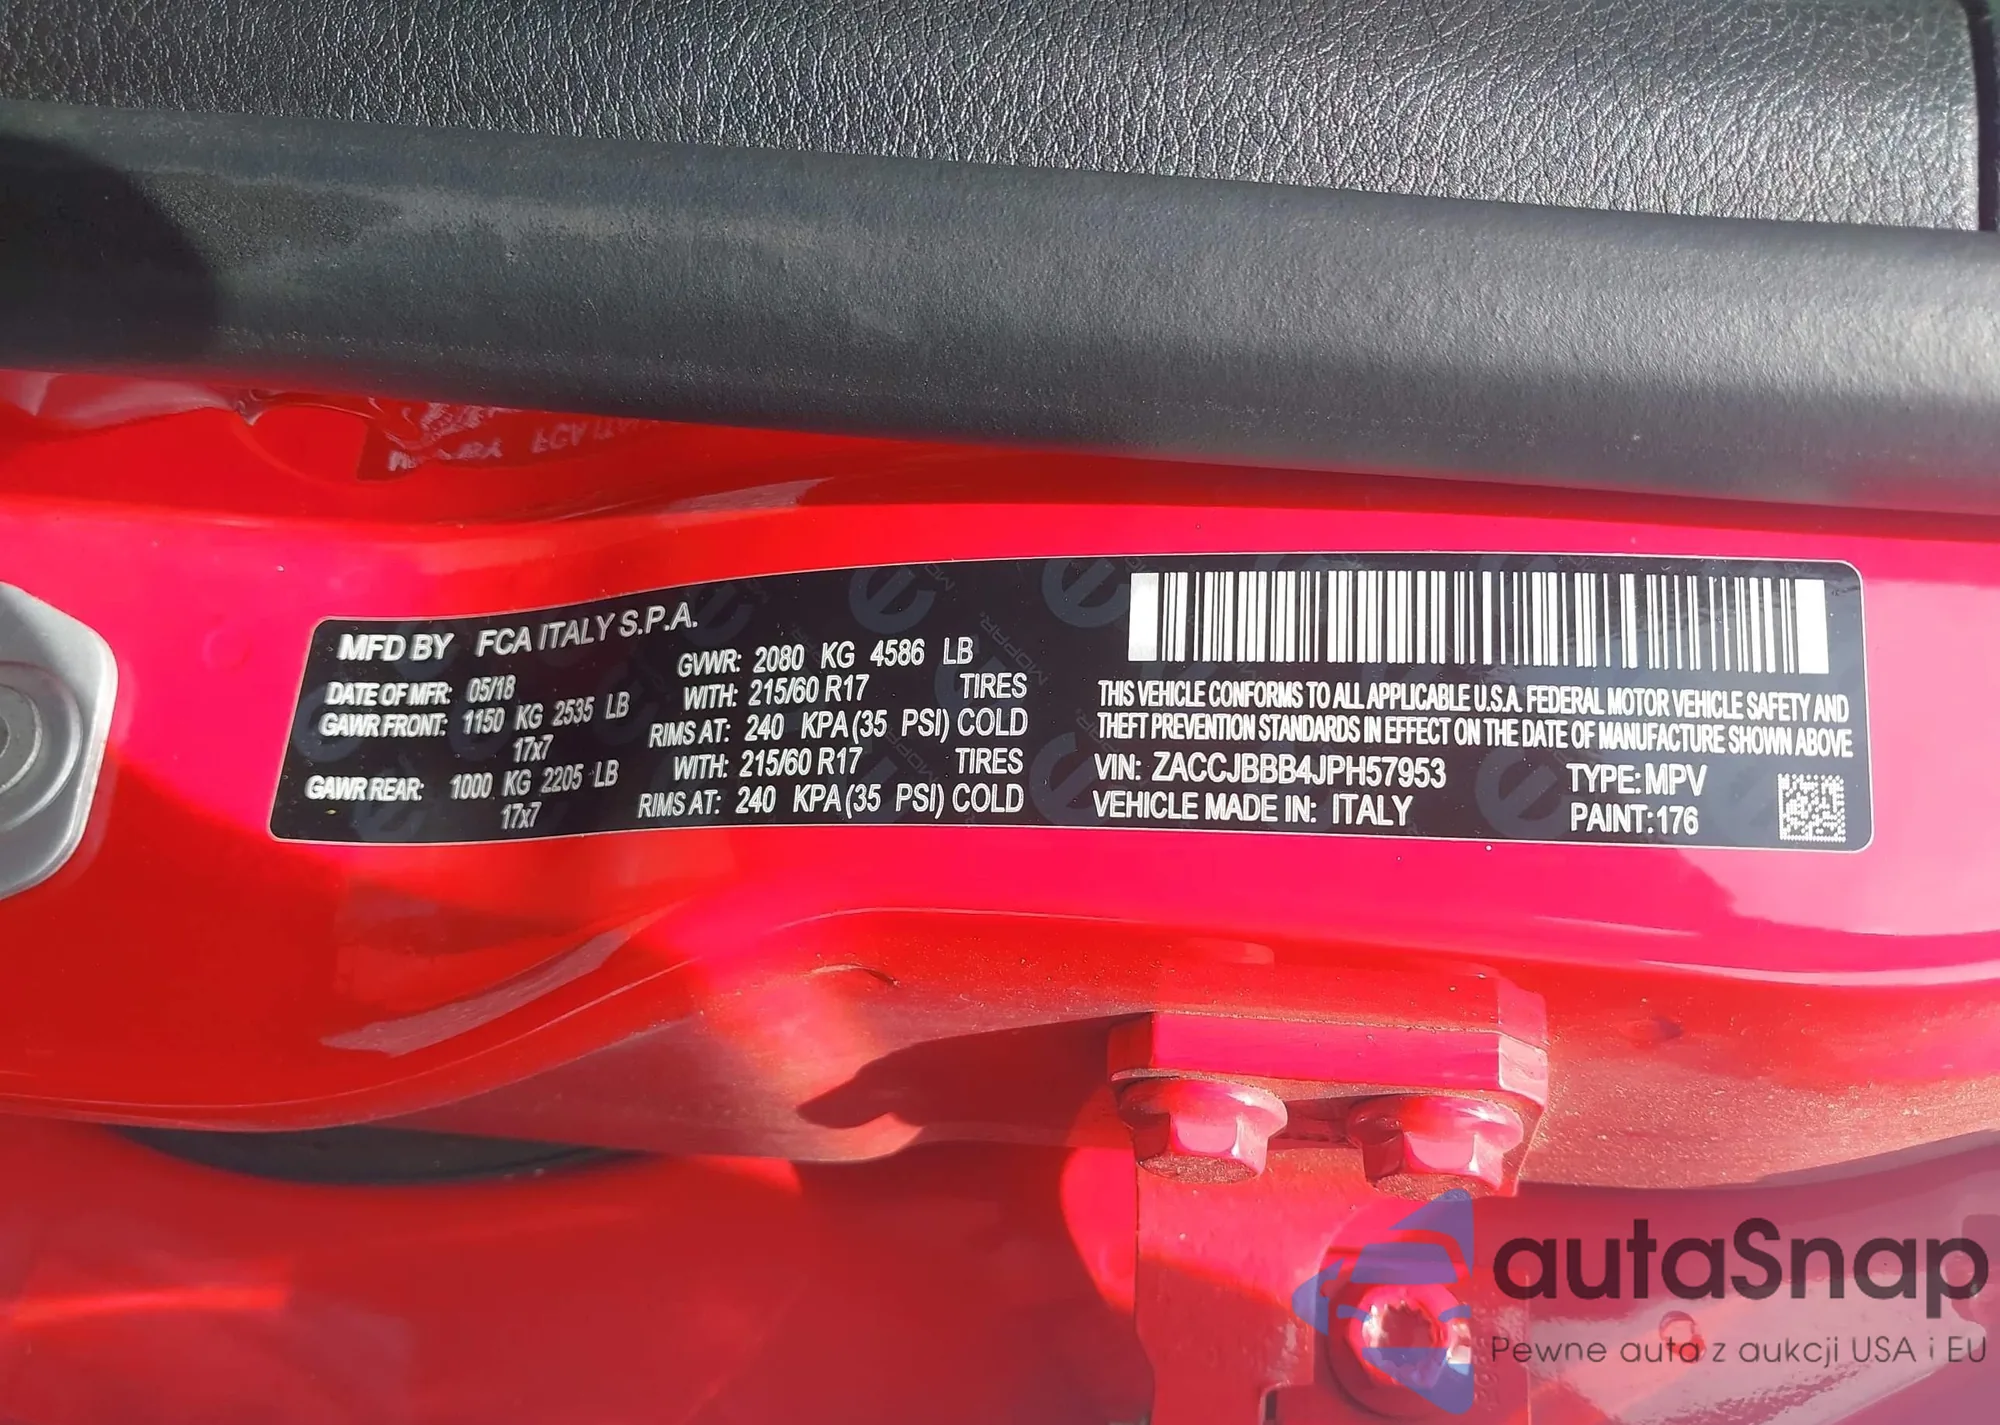 MFD BY FCA ITALY S.P.A.
DATE OF MFR: 05/18 GVWR: 2080 KG 4586 LB
GAWR FRONT: 1150 KG 2535 LB WITH: 215/60 R17 TIRES
17x7 RIMS AT: 240 KPA (35 PSI) COLD
GAWR REAR: 1000 KG 2205 LB WITH: 215/60 R17 TIRES
17x7 RIMS AT: 240 KPA (35 PSI) COLD
THIS VEHICLE CONFORMS TO ALL APPLICABLE U.S.A. FEDERAL MOTOR VEHICLE SAFETY AND
THEFT PREVENTION STANDARDS IN EFFECT ON THE DATE OF MANUFACTURE SHOWN ABOVE
VIN: ZACCJBBB4JPH57953 TYPE: MPV
VEHICLE MADE IN: ITALY PAINT: 176
MOPAR
MOPAR
autaSnap
Pewne auta z aukcji USA i EU